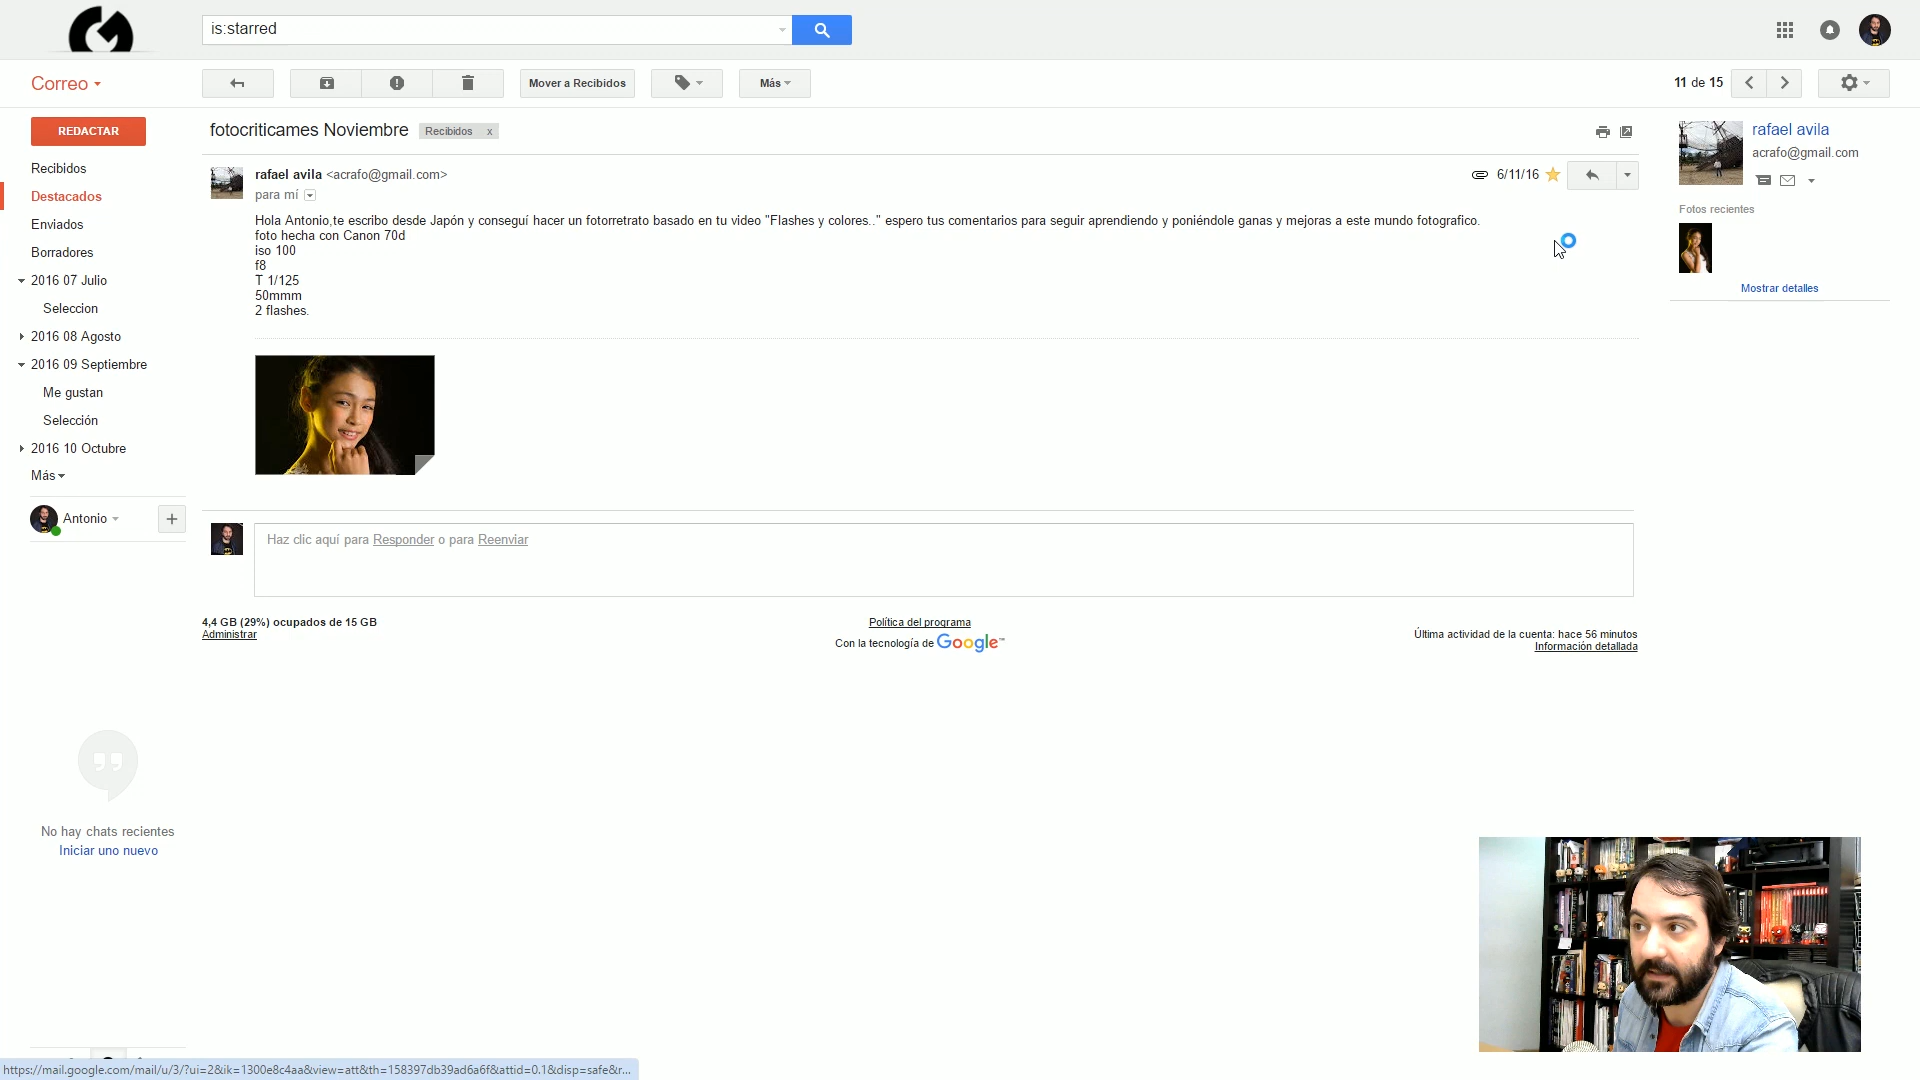 is:starred
Correo
Mover a Recibidos
Más
11 de 15
REDACTAR
fotocriticames Noviembre
Recibidos x
rafael avila
acrafo@gmail.com
Recibidos
Destacados
Enviados
Borradores
2016 07 Julio
Seleccion
2016 08 Agosto
2016 09 Septiembre
Me gustan
Selección
2016 10 Octubre
Más
Antonio
rafael avila <acrafo@gmail.com>
6/11/16
para mí
Hola Antonio,te escribo desde Japón y conseguí hacer un fotorretrato basado en tu video "Flashes y colores.." espero tus comentarios para seguir aprendiendo y poniéndole ganas y mejoras a este mundo fotografico.
foto hecha con Canon 70d
iso 100
f8
T 1/125
50mmm
2 flashes.
Fotos recientes
Mostrar detalles
Haz clic aquí para Responder o para Reenviar
4,4 GB (29%) ocupados de 15 GB
Administrar
Política del programa
Con la tecnología de Google™
Última actividad de la cuenta: hace 56 minutos
Información detallada
No hay chats recientes
Iniciar uno nuevo
https://mail.google.com/mail/u/3/?ui=2&ik=1300e8c4aa&view=att&th=158397db39ad6a6f&attid=0.1&disp=safe&r...